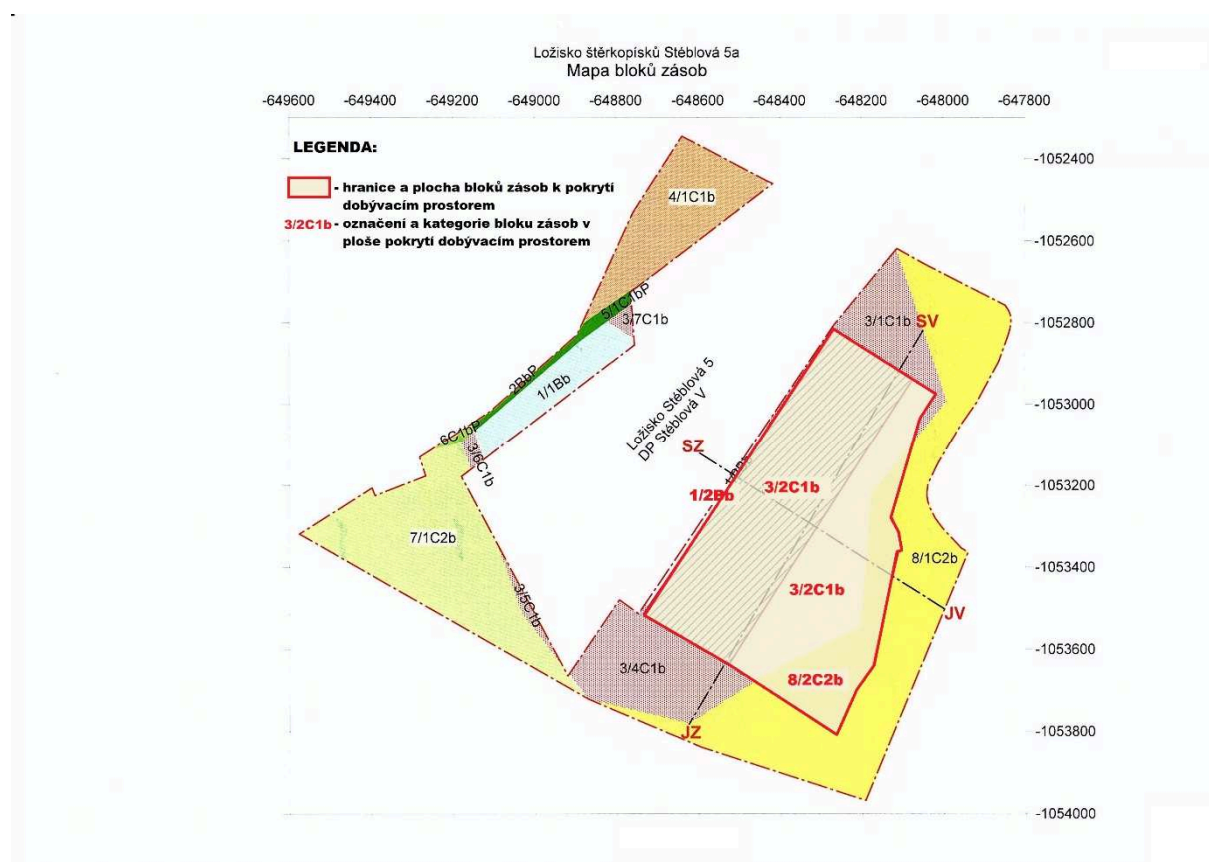 Ložisko štěrkopísků Stéblová 5a
Mapa bloků zásob
-649600 -649400 -649200 -649000 -648800 -648600 -648400 -648200 -648000 -647800
LEGENDA:
- hranice a plocha bloků zásob k pokrytí
dobývacím prostorem
3/2C1b - označení a kategorie bloku zásob v
ploše pokrytí dobývacím prostorem
-1052400
4/1C1b
-1052600
5/1C1bP
3/7C1b
3/1C1b
SV
-1052800
2BbP
1/1Bb
Ložisko Stéblová 5
DP Stéblová V
-1053000
6C1bP
3/6C1b
SZ
-1053200
1/2Bb
3/2C1b
7/1C2b
8/1C2b
-1053400
3/5C1b
3/2C1b
JV
-1053600
3/4C1b
8/2C2b
JZ
-1053800
-1054000